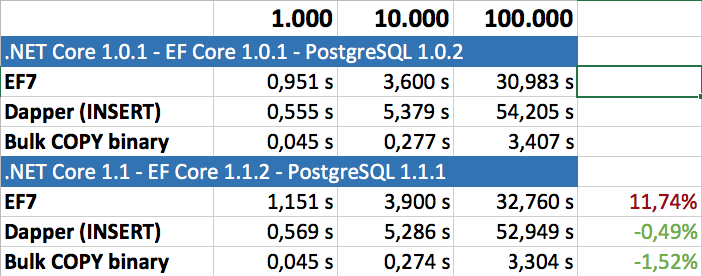 1.000 10.000 100.000
.NET Core 1.0.1 - EF Core 1.0.1 - PostgreSQL 1.0.2
EF7 0,951 s 3,600 s 30,983 s
Dapper (INSERT) 0,555 s 5,379 s 54,205 s
Bulk COPY binary 0,045 s 0,277 s 3,407 s
.NET Core 1.1 - EF Core 1.1.2 - PostgreSQL 1.1.1
EF7 1,151 s 3,900 s 32,760 s 11,74%
Dapper (INSERT) 0,569 s 5,286 s 52,949 s -0,49%
Bulk COPY binary 0,045 s 0,274 s 3,304 s -1,52%